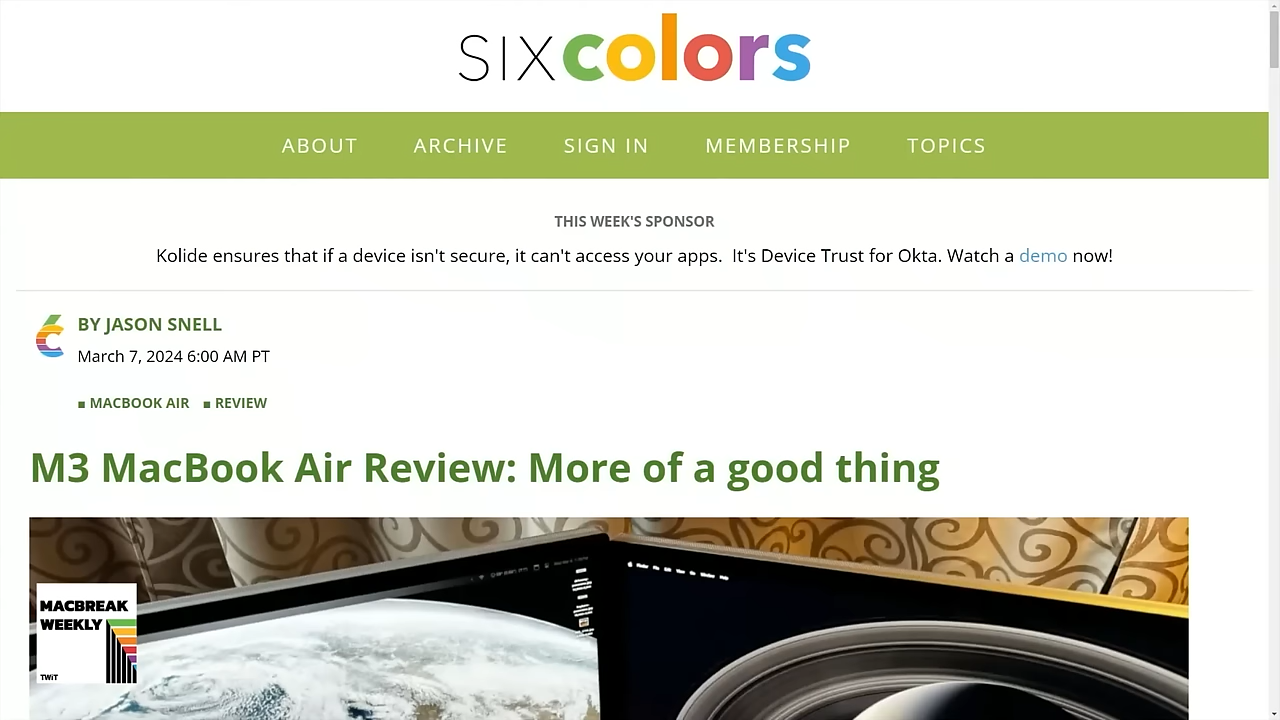 SIXcolors
ABOUT ARCHIVE SIGN IN MEMBERSHIP TOPICS
THIS WEEK'S SPONSOR
Kolide ensures that if a device isn't secure, it can't access your apps. It's Device Trust for Okta. Watch a demo now!
BY JASON SNELL
March 7, 2024 6:00 AM PT
MACBOOK AIR REVIEW
M3 MacBook Air Review: More of a good thing
MACBREAK
WEEKLY
TWiT